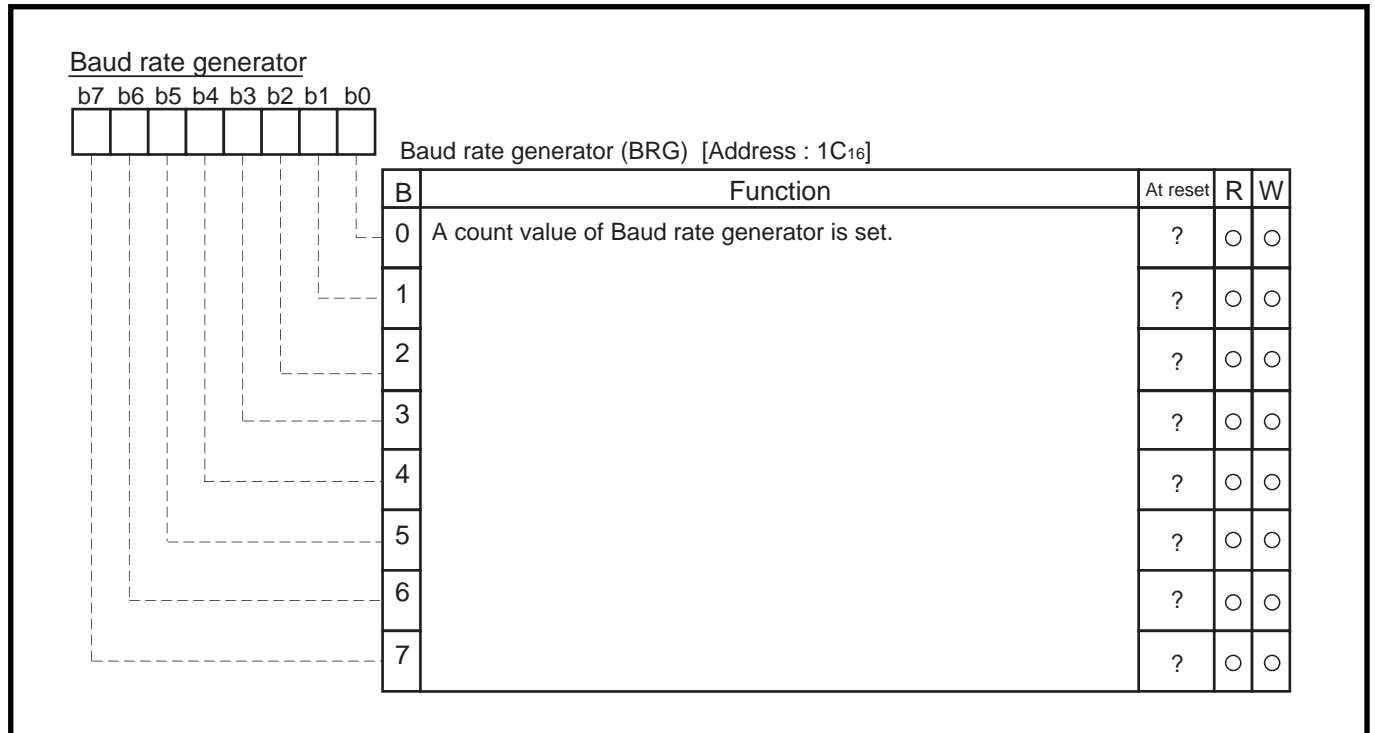 Baud rate generator
b7 b6 b5 b4 b3 b2 b1 b0
Baud rate generator (BRG) [Address : 1C16]
B Function At reset R W
0 A count value of Baud rate generator is set. ? ○ ○
1 ? ○ ○
2 ? ○ ○
3 ? ○ ○
4 ? ○ ○
5 ? ○ ○
6 ? ○ ○
7 ? ○ ○